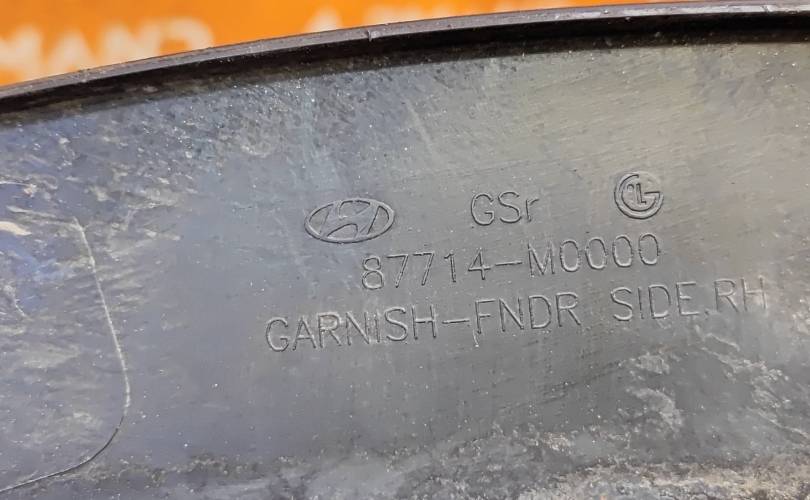 GSr
87714-M0000
GARNISH-FNDR SIDE,RH